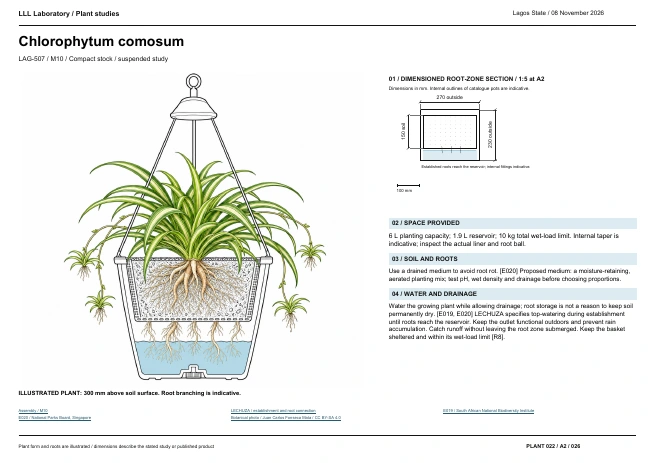 LLL Laboratory / Plant studies
Lagos State / 08 November 2026
Chlorophytum comosum
LAG-507 / M10 / Compact stock / suspended study
01 / DIMENSIONED ROOT-ZONE SECTION / 1:5 at A2
Dimensions in mm. Internal outlines of catalogue pots are indicative.
270 outside
150 soil
230 outside
Established roots reach the reservoir; internal fittings indicative.
100 mm
02 / SPACE PROVIDED
6 L planting capacity; 1.9 L reservoir; 10 kg total wet-load limit. Internal taper is
indicative; inspect the actual liner and root ball.
03 / SOIL AND ROOTS
Use a drained medium to avoid root rot. [E020] Proposed medium: a moisture-retaining,
aerated planting mix; test pH, wet density and drainage before choosing proportions.
04 / WATER AND DRAINAGE
Water the growing plant while allowing drainage; root storage is not a reason to keep soil
permanently dry. [E019, E020] LECHUZA specifies top-watering during establishment
until roots reach the reservoir. Keep the outlet functional outdoors and prevent rain
accumulation. Catch runoff without leaving the root zone submerged. Keep the basket
sheltered and within its wet-load limit [R8].
ILLUSTRATED PLANT: 300 mm above soil surface. Root branching is indicative.
Assembly / M10
LECHUZA / establishment and root connection
E019 / South African National Biodiversity Institute
E020 / National Parks Board, Singapore
Botanical photo / Juan Carlos Fonseca Mata / CC BY-SA 4.0
Plant form and roots are illustrated / dimensions describe the stated study or published product
PLANT 022 / A2 / 026